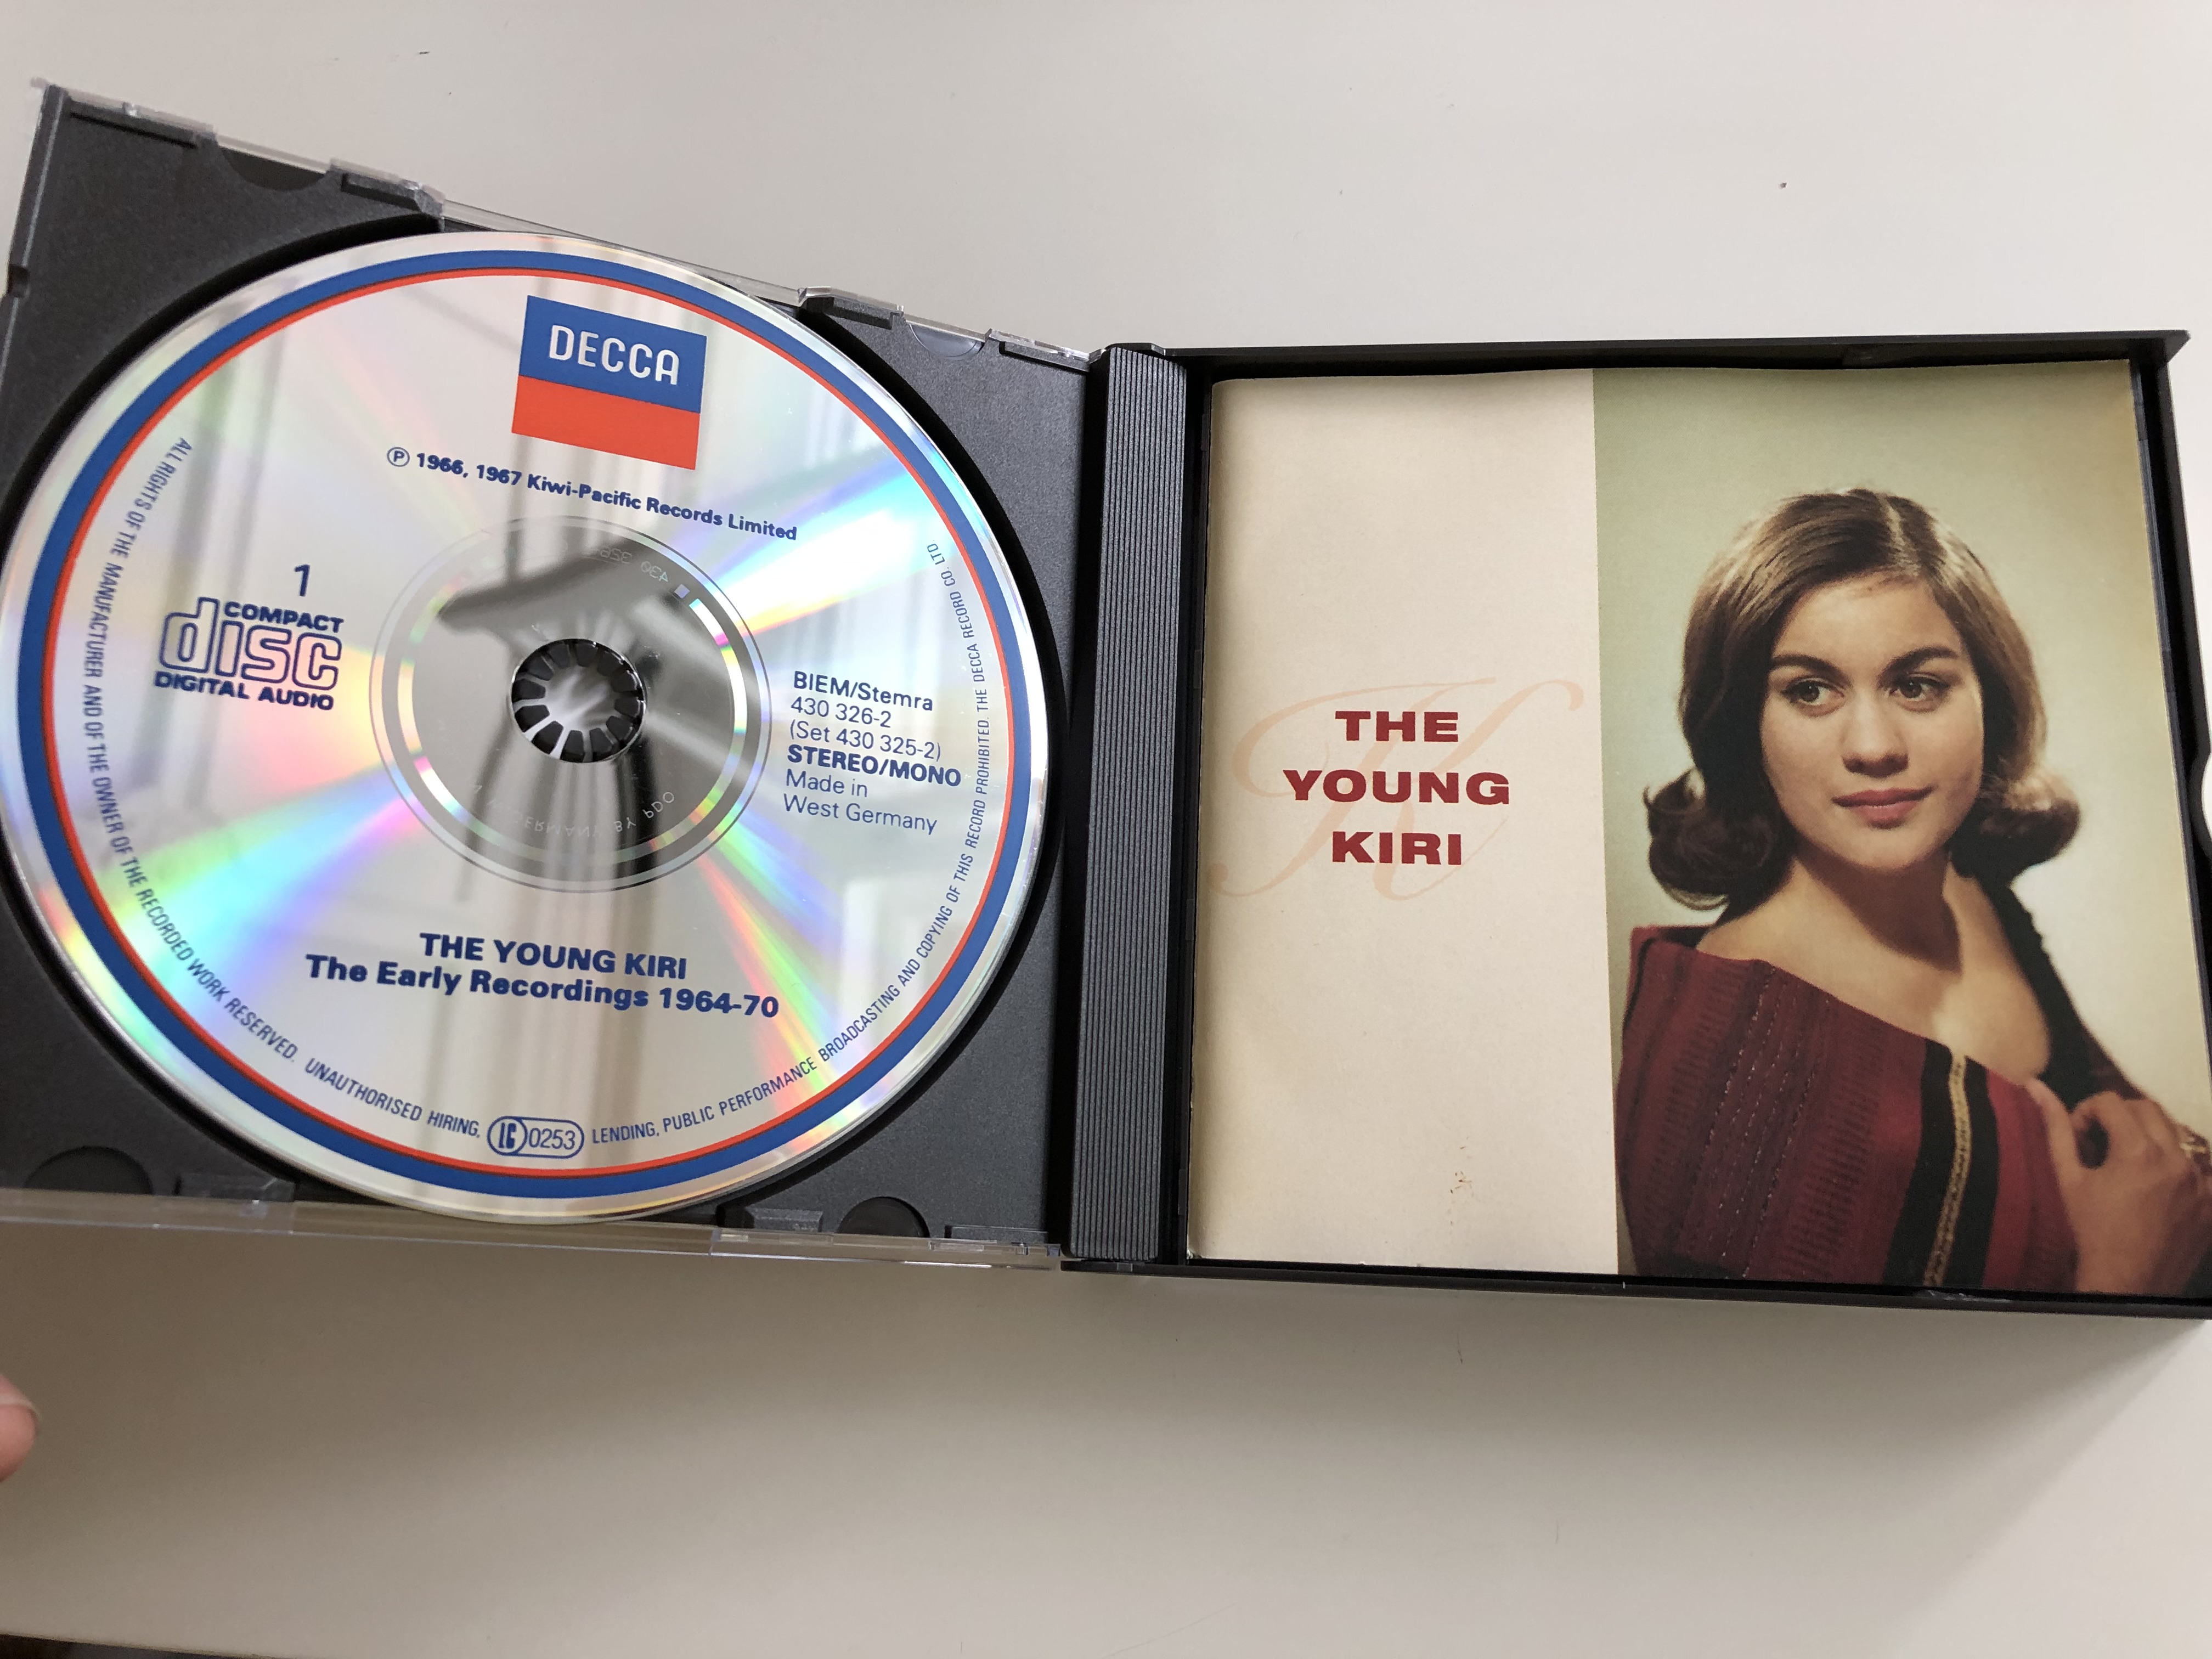 DECCA
℗ 1966, 1967 Kiwi-Pacific Records Limited
1
COMPACT
disc
DIGITAL AUDIO
BIEM/Stemra
430 326-2
(Set 430 325-2)
STEREO/MONO
Made in
West Germany
THE YOUNG KIRI
The Early Recordings 1964-70
ALL RIGHTS OF THE MANUFACTURER AND OF THE OWNER OF THE RECORDED WORK RESERVED. UNAUTHORISED HIRING, LENDING, PUBLIC PERFORMANCE BROADCASTING AND COPYING OF THIS RECORD PROHIBITED. THE DECCA RECORD CO. LTD.
LC 0253
K
THE
YOUNG
KIRI